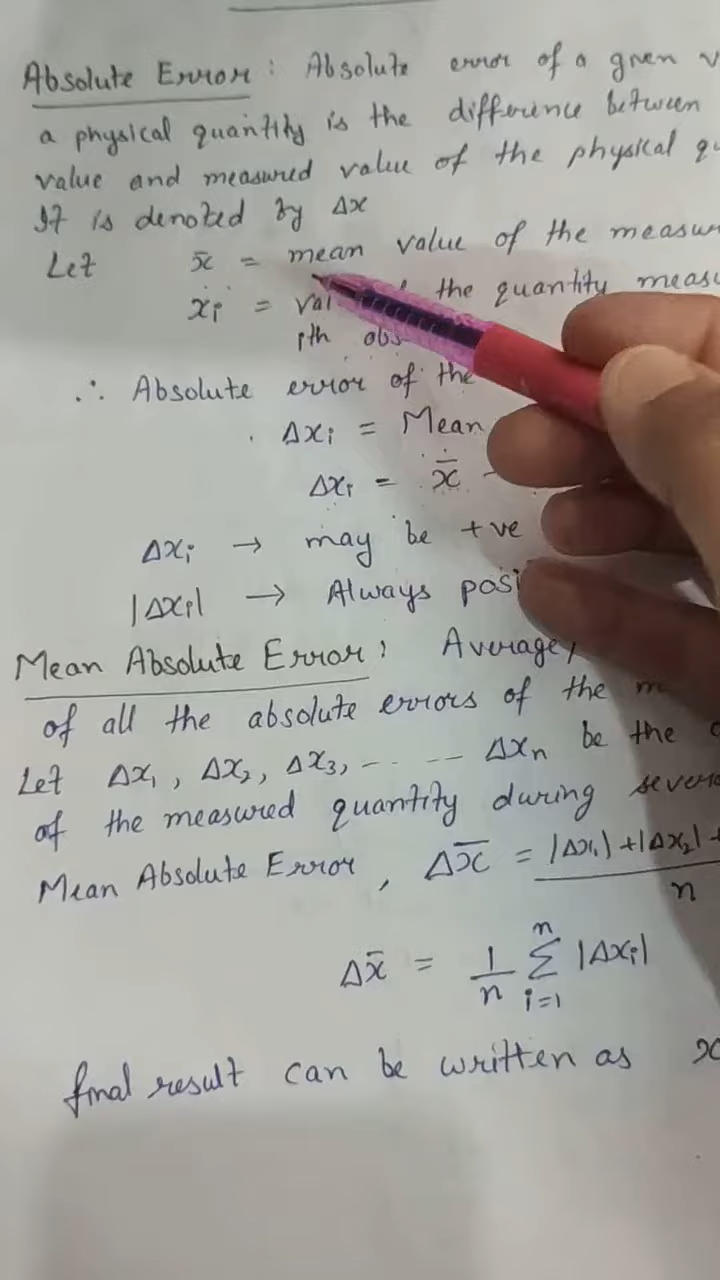 Absolute Error : Absolute error of a given
a physical quantity is the difference between
value and measured value of the physical
It is denoted by Δx
Let x̄ = mean value of the
xᵢ = the quantity
ith
∴ Absolute error of the
Δxᵢ = Mean
Δxᵢ = x̄ -
Δxᵢ → may be +ve
|Δxᵢ| → Always
Mean Absolute Error : Average,
of all the absolute errors of the
Let Δx₁, Δx₂, Δx₃, -- -- Δxₙ be the
of the measured quantity during
Mean Absolute Error, Δx̄ = |Δx₁| + |Δx₂| +
n
Δx̄ = 1/n Σⁿᵢ₌₁ |Δxᵢ|
final result can be written as x